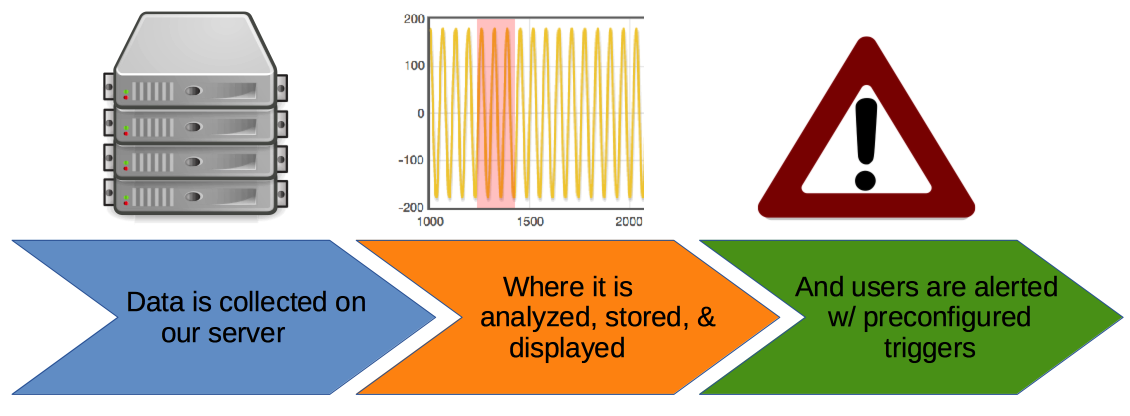 200
100
0
-100
-200
1000 1500 2000
Data is collected on
our server
Where it is
analyzed, stored, &
displayed
And users are alerted
w/ preconfigured
triggers